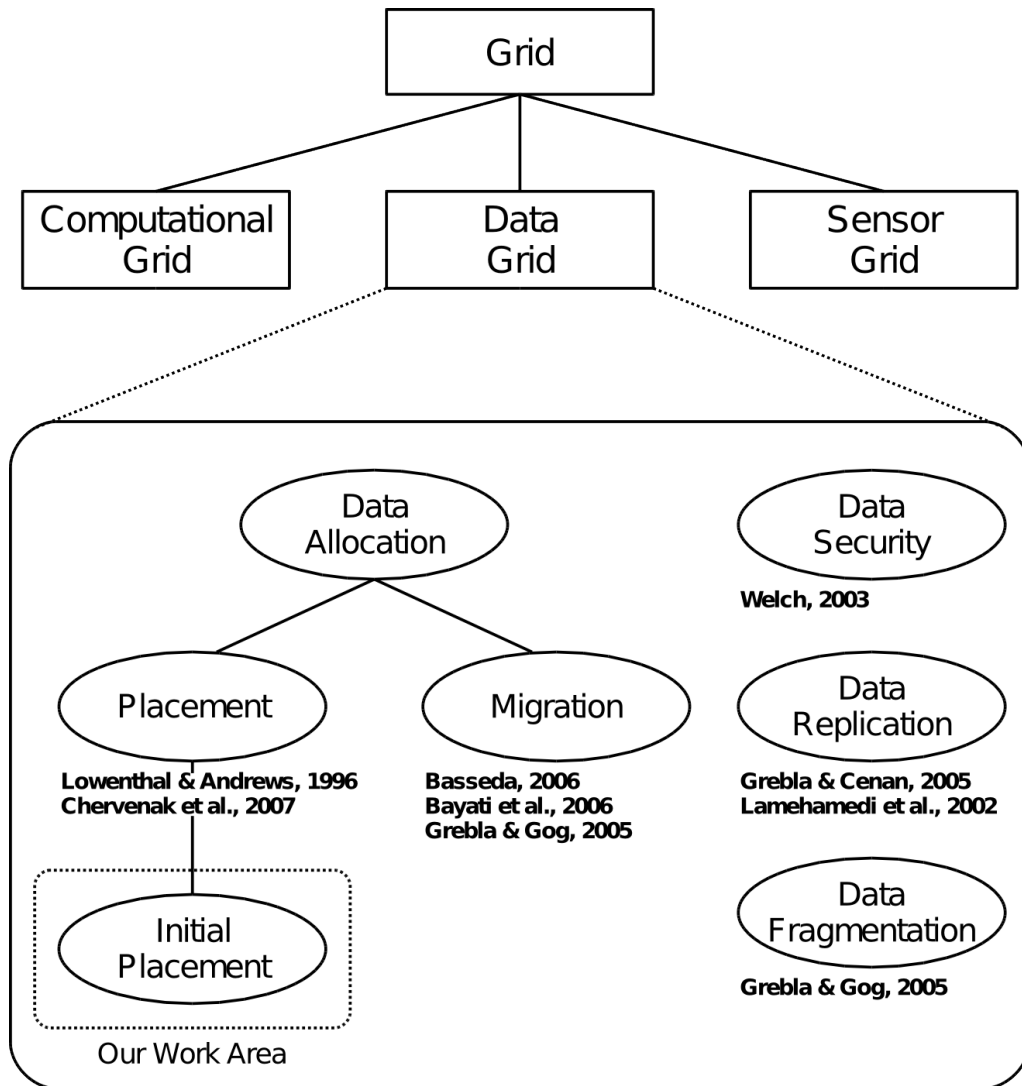 Grid
Computational
Grid
Data
Grid
Sensor
Grid
Data
Allocation
Data
Security
Welch, 2003
Placement
Migration
Data
Replication
Lowenthal & Andrews, 1996
Chervenak et al., 2007
Basseda, 2006
Bayati et al., 2006
Grebla & Gog, 2005
Grebla & Cenan, 2005
Lamehamedi et al., 2002
Initial
Placement
Data
Fragmentation
Grebla & Gog, 2005
Our Work Area